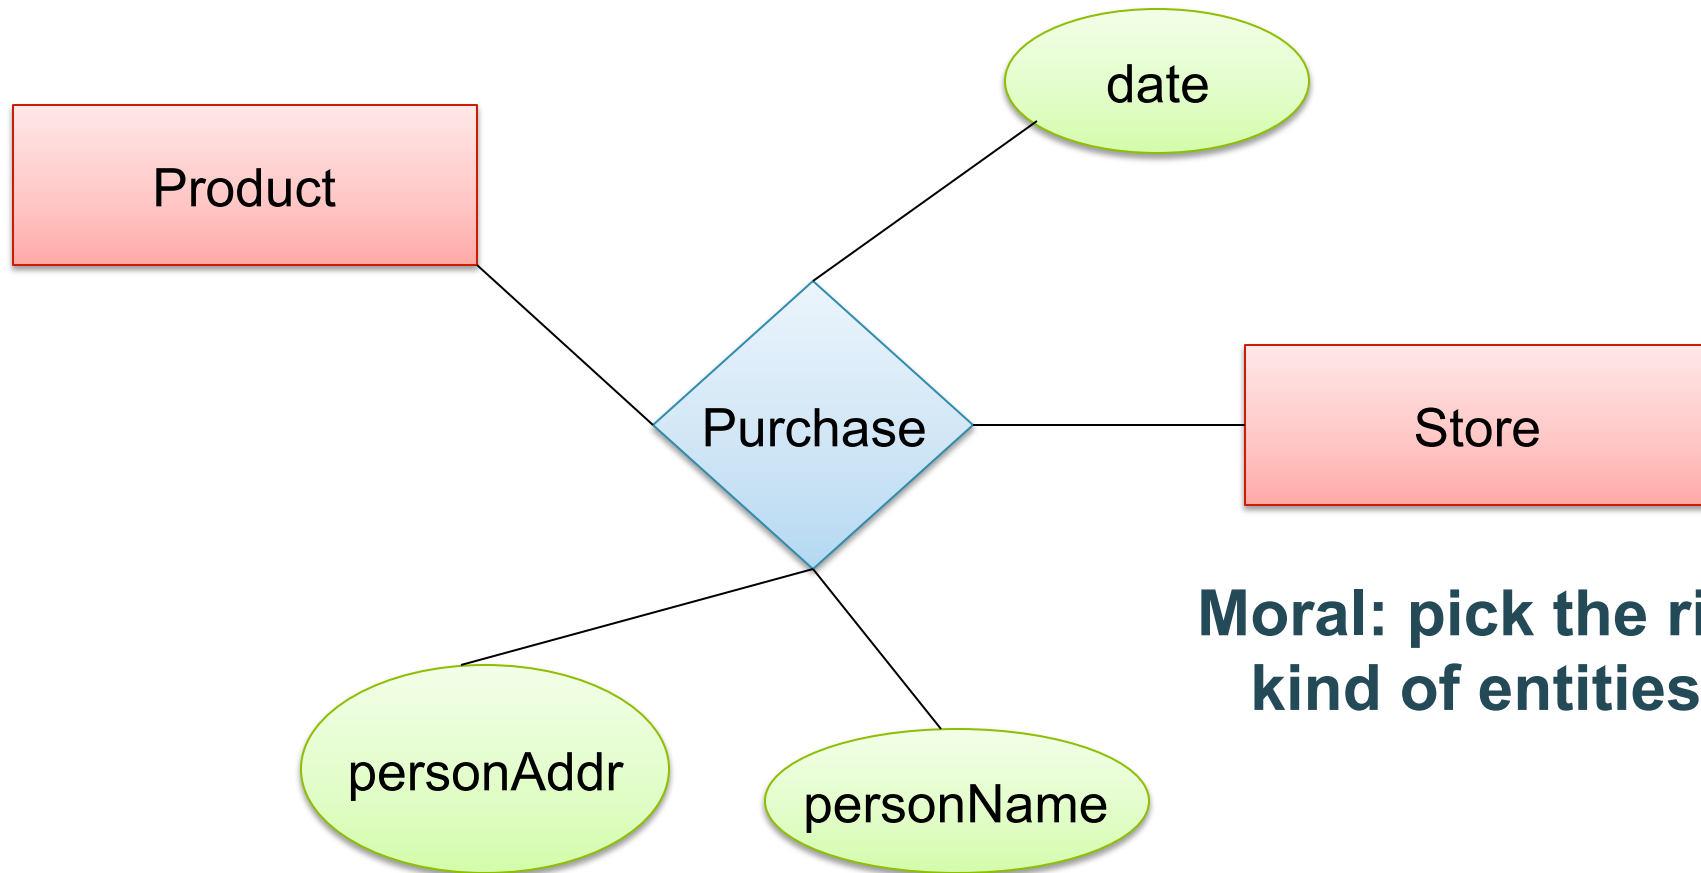 date
Product
Purchase
Store
Moral: pick the ri
kind of entities
personAddr
personName